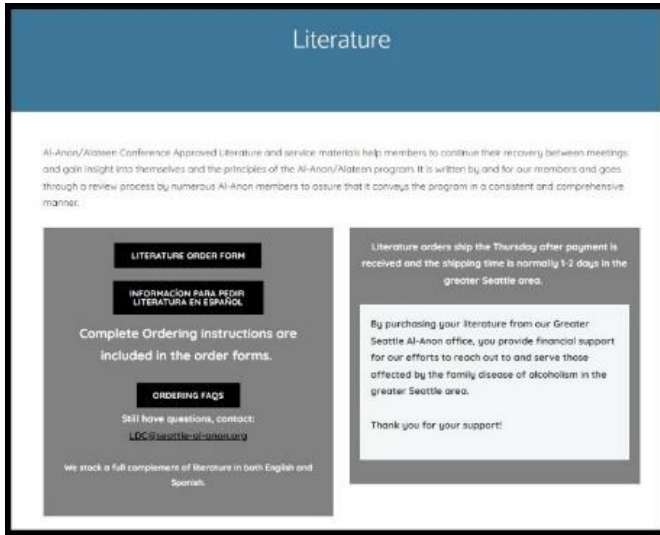 Literature
Al-Anon/Alateen Conference Approved Literature and service materials help members to continue their recovery between meetings
and gain insight into themselves and the principles of the Al-Anon/Alateen program. It is written by and for our members and goes
through a review process by numerous Al-Anon members to assure that it conveys the program in a consistent and comprehensive
manner.
LITERATURE ORDER FORM
INFORMACÍON PARA PEDIR
LITERATURA EN ESPAÑOL
Complete Ordering instructions are
included in the order forms.
ORDERING FAQS
Still have questions, contact:
LDC@seattle-al-anon.org
We stock a full complement of literature in both English and
Spanish.
Literature orders ship the Thursday after payment is
received and the shipping time is normally 1-2 days in the
greater Seattle area.
By purchasing your literature from our Greater
Seattle Al-Anon office, you provide financial support
for our efforts to reach out to and serve those
affected by the family disease of alcoholism in the
greater Seattle area.
Thank you for your support!